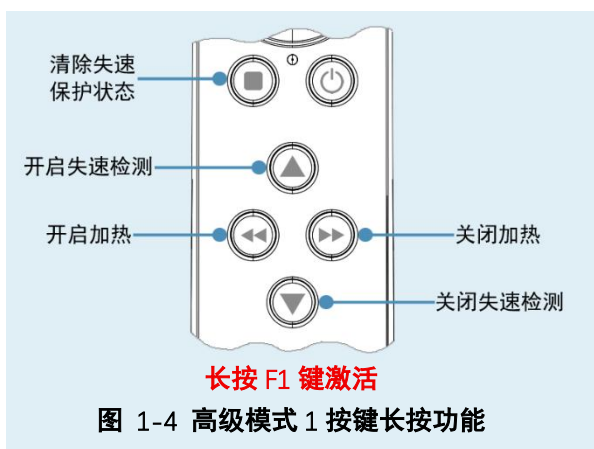 清除失速
保护状态
开启失速检测
开启加热
关闭加热
关闭失速检测
长按 F1 键激活
图 1-4 高级模式 1 按键长按功能